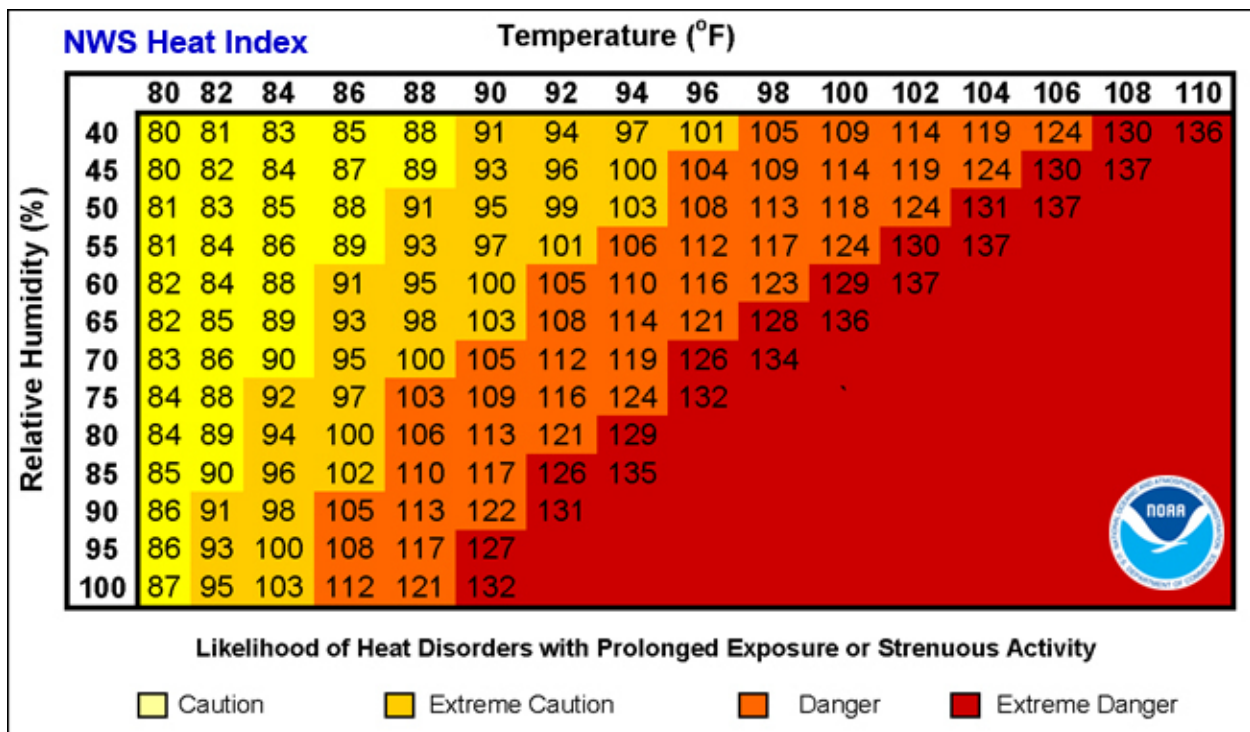 NWS Heat Index
Temperature (°F)
80 82 84 86 88 90 92 94 96 98 100 102 104 106 108 110
Relative Humidity (%)
40 80 81 83 85 88 91 94 97 101 105 109 114 119 124 130 136
45 80 82 84 87 89 93 96 100 104 109 114 119 124 130 137
50 81 83 85 88 91 95 99 103 108 113 118 124 131 137
55 81 84 86 89 93 97 101 106 112 117 124 130 137
60 82 84 88 91 95 100 105 110 116 123 129 137
65 82 85 89 93 98 103 108 114 121 128 136
70 83 86 90 95 100 105 112 119 126 134
75 84 88 92 97 103 109 116 124 132
80 84 89 94 100 106 113 121 129
85 85 90 96 102 110 117 126 135
90 86 91 98 105 113 122 131
95 86 93 100 108 117 127
100 87 95 103 112 121 132
NATIONAL OCEANIC AND ATMOSPHERIC ADMINISTRATION
NOAA
U.S. DEPARTMENT OF COMMERCE
Likelihood of Heat Disorders with Prolonged Exposure or Strenuous Activity
Caution
Extreme Caution
Danger
Extreme Danger